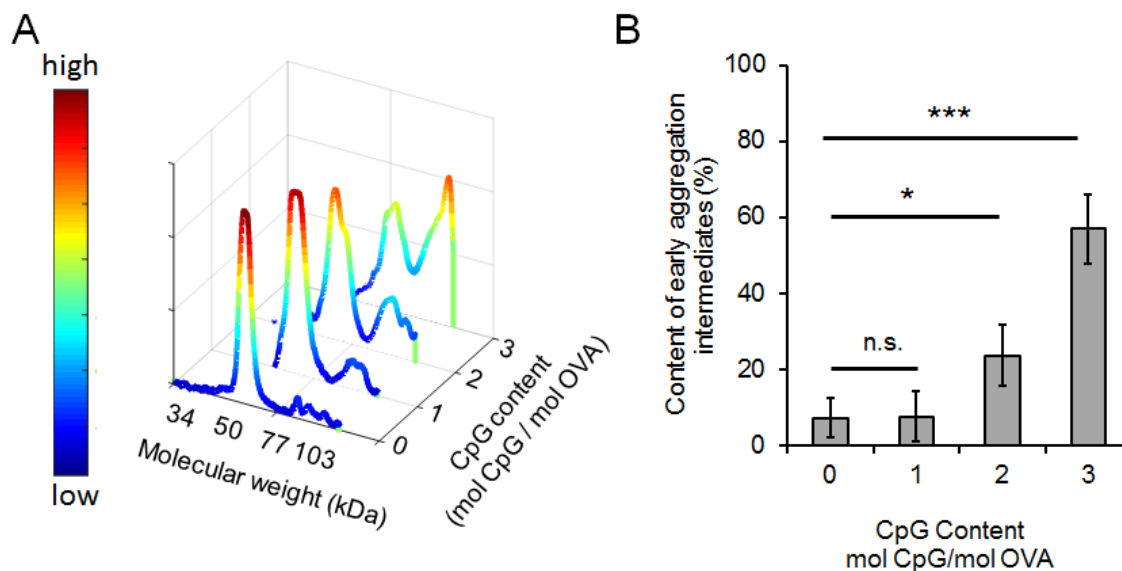 A
high
low
34
50
77
103
Molecular weight (kDa)
0
1
2
3
CpG content
(mol CpG / mol OVA)
B
Content of early aggregation
intermediates (%)
100
80
60
40
20
0
***
*
n.s.
0 1 2 3
CpG Content
mol CpG/mol OVA